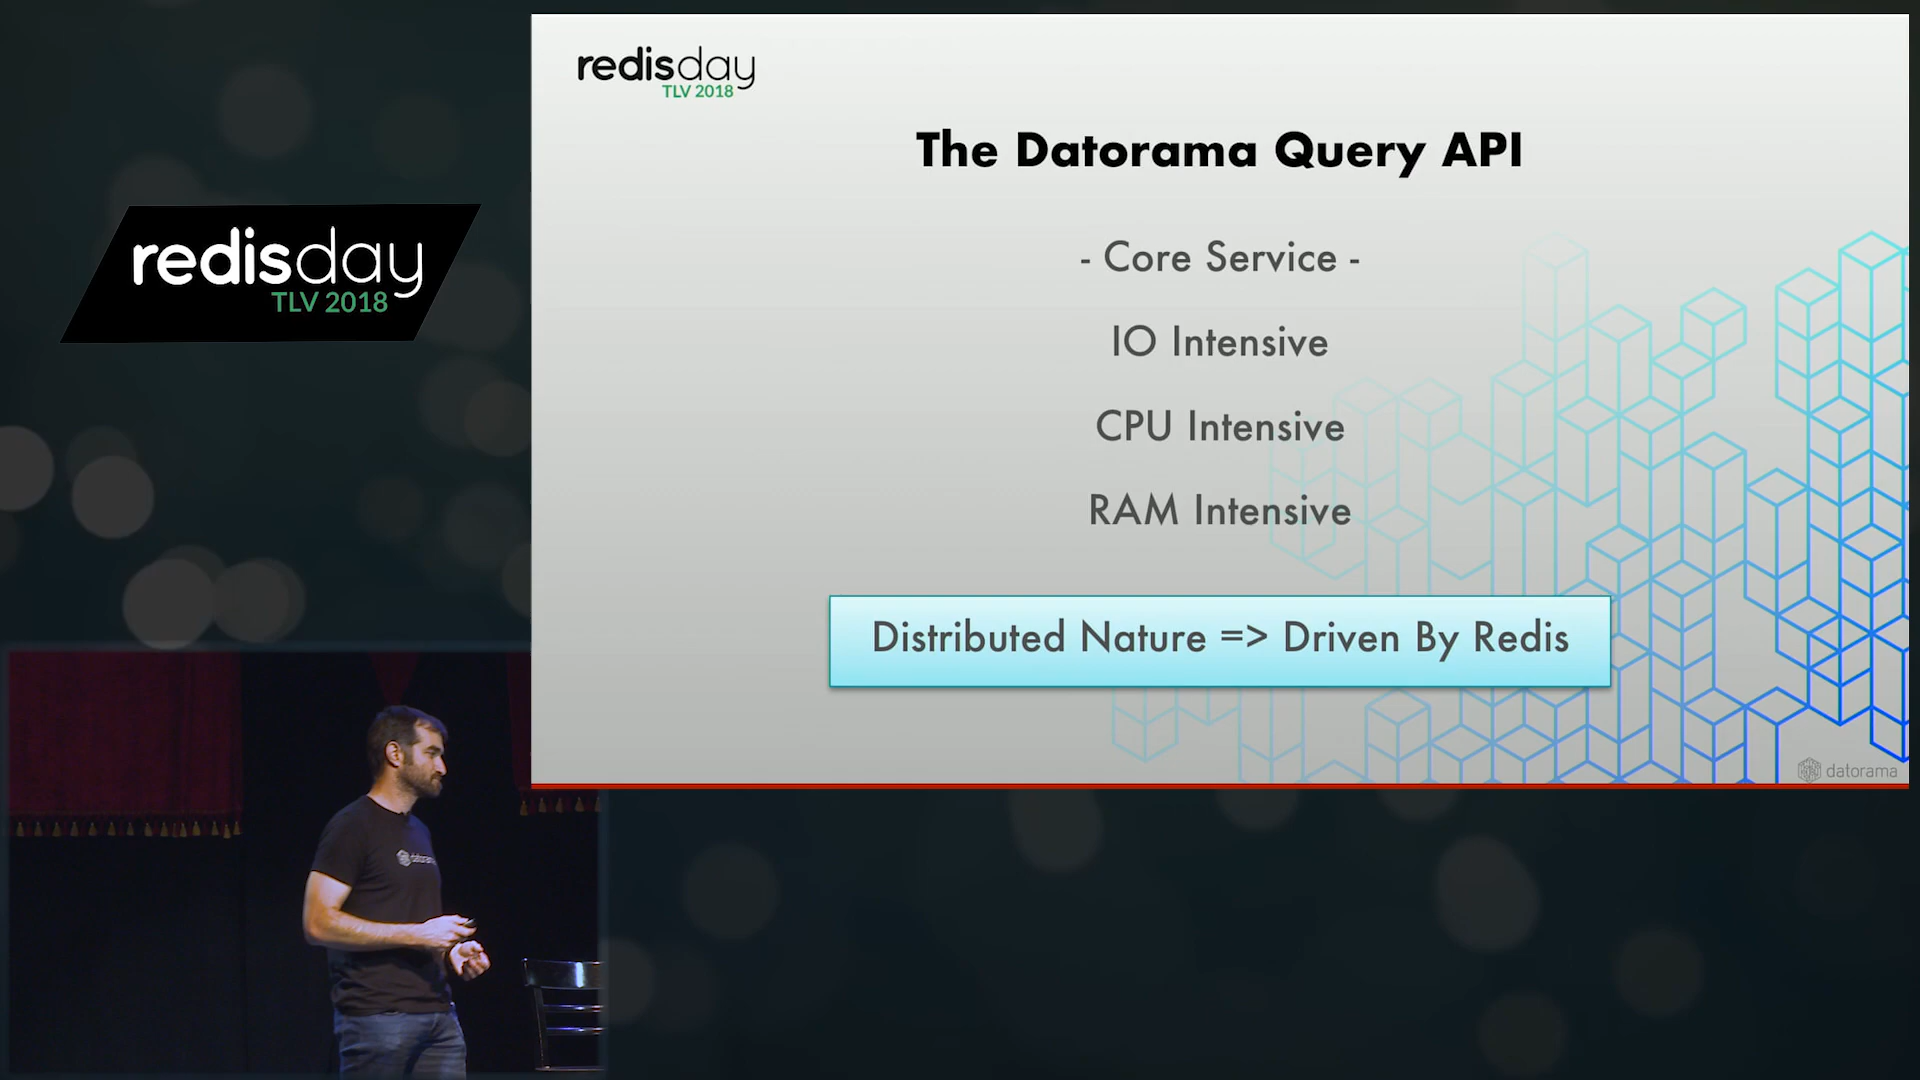 redisday
TLV 2018
The Datorama Query API
- Core Service -
IO Intensive
CPU Intensive
RAM Intensive
Distributed Nature => Driven By Redis
datorama
redisday
TLV 2018